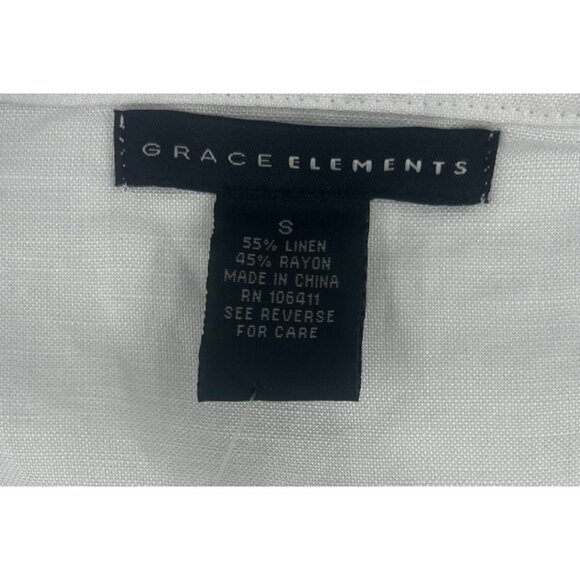 GRACE ELEMENTS
S
55% LINEN
45% RAYON
MADE IN CHINA
RN 106411
SEE REVERSE
FOR CARE